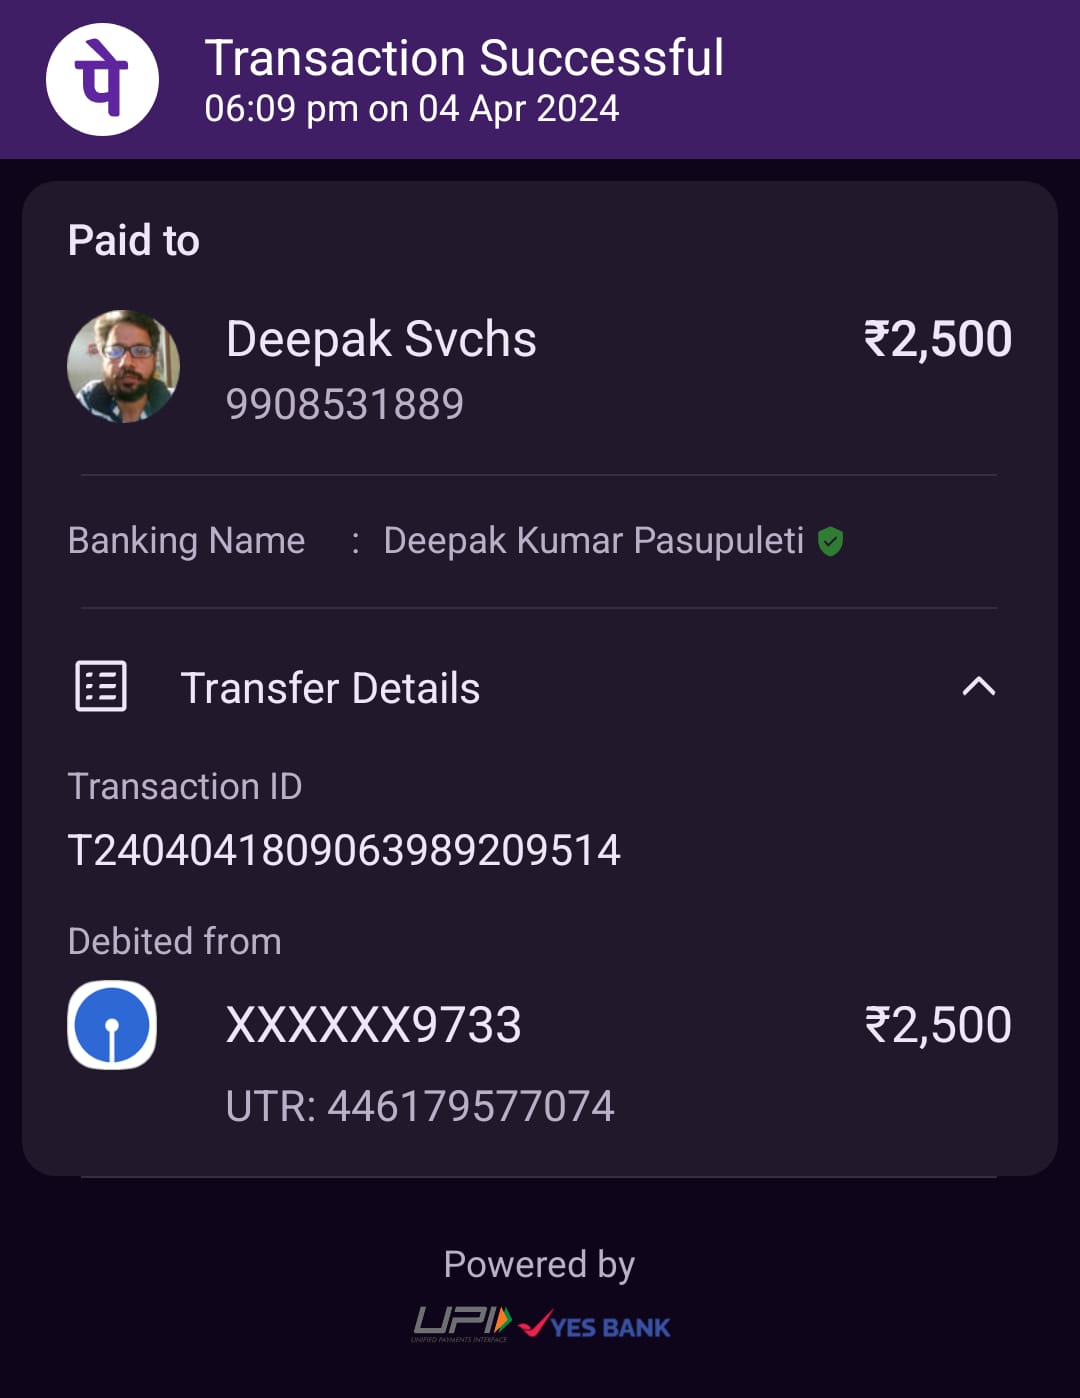 पे
Transaction Successful
06:09 pm on 04 Apr 2024
Paid to
Deepak Svchs ₹2,500
9908531889
Banking Name : Deepak Kumar Pasupuleti
Transfer Details
Transaction ID
T2404041809063989209514
Debited from
XXXXXX9733 ₹2,500
UTR: 446179577074
Powered by
UPI YES BANK
UNIFIED PAYMENTS INTERFACE